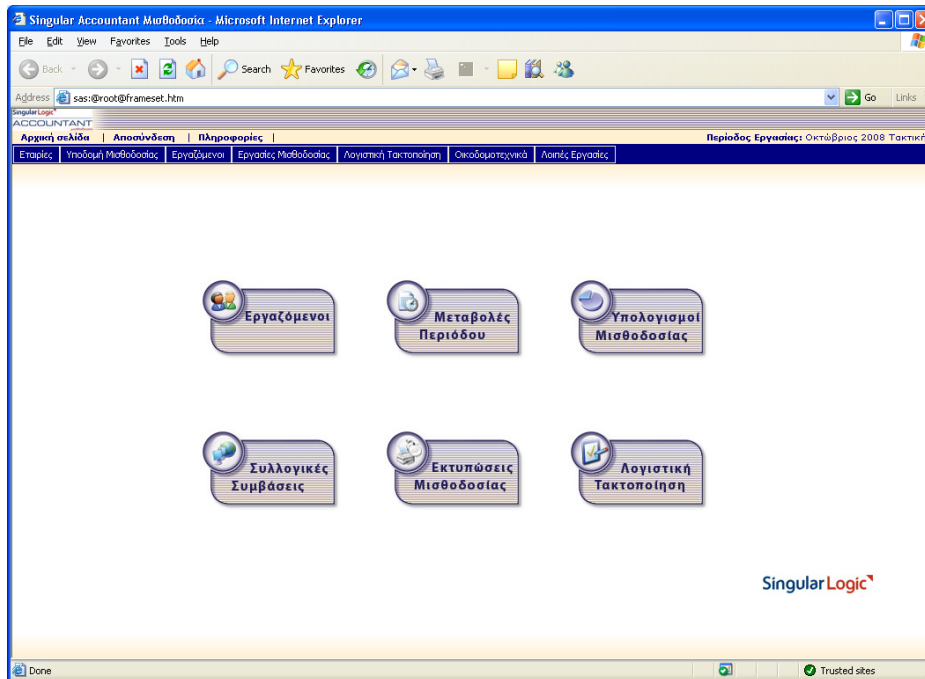 Singular Accountant Μισθοδοσία - Microsoft Internet Explorer
File Edit View Favorites Tools Help
Back Search Favorites
Address sas:@root@frameset.htm Go Links
SingularLogic
ACCOUNTANT
Αρχική σελίδα | Αποσύνδεση | Πληροφορίες | Περίοδος Εργασίας: Οκτώβριος 2008 Τακτική
Εταιρίες Υποδομή Μισθοδοσίας Εργαζόμενοι Εργασίες Μισθοδοσίας Λογιστική Τακτοποίηση Οικοδομοτεχνικά Λοιπές Εργασίες
Εργαζόμενοι
Μεταβολές
Περιόδου
Υπολογισμοί
Μισθοδοσίας
Συλλογικές
Συμβάσεις
Εκτυπώσεις
Μισθοδοσίας
Λογιστική
Τακτοποίηση
SingularLogic
Done Trusted sites